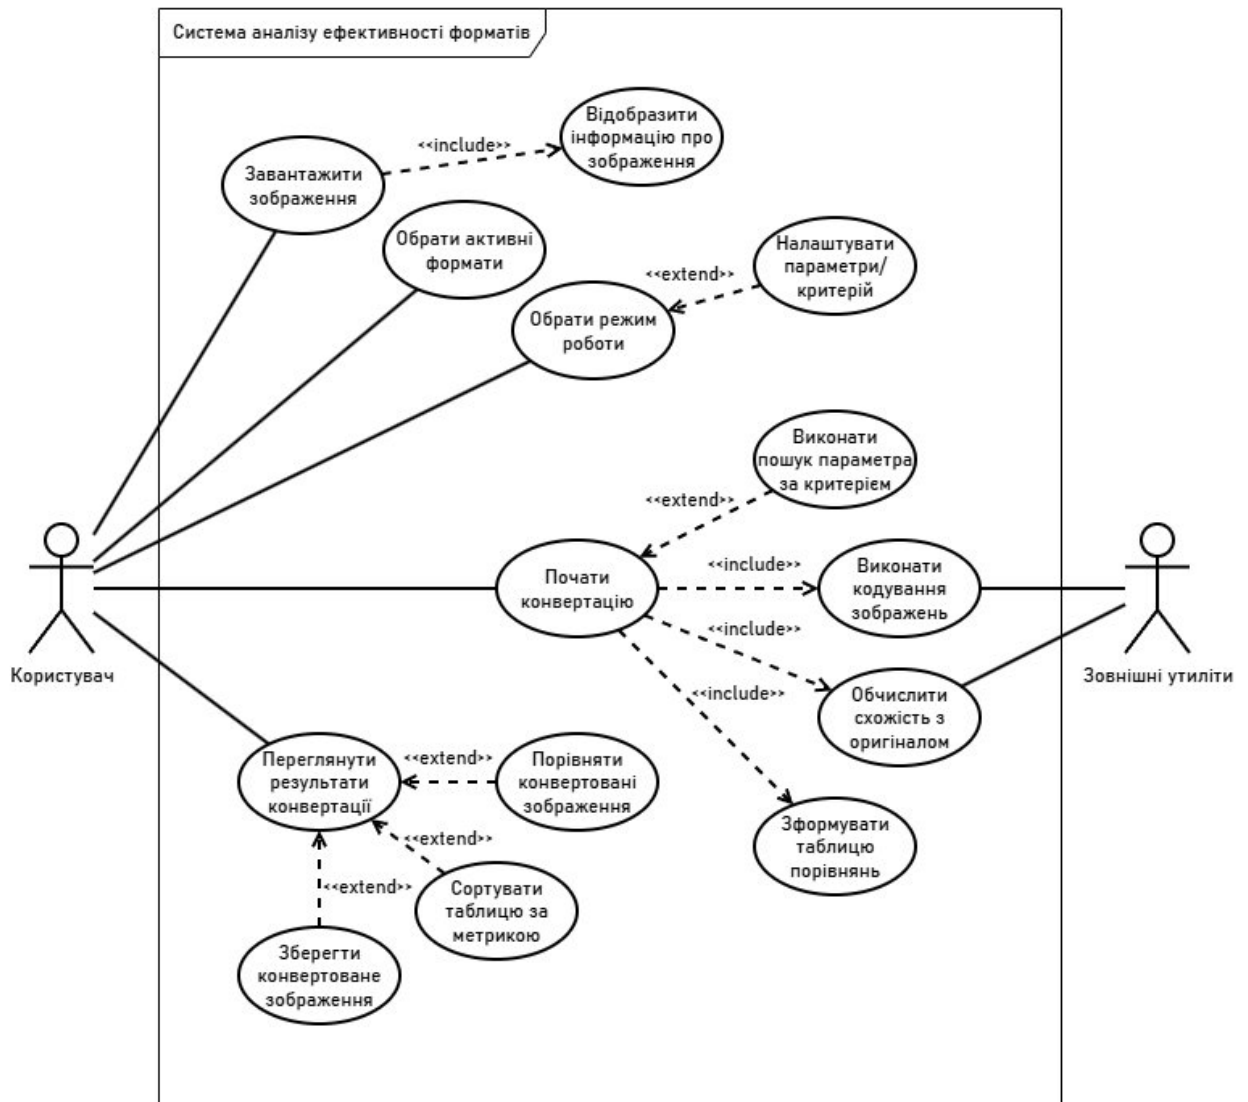 Система аналізу ефективності форматів
Відобразити
інформацію про
зображення
<<include>>
Завантажити
зображення
Обрати активні
формати
Налаштувати
параметри/
критерій
<<extend>>
Обрати режим
роботи
Виконати
пошук параметра
за критерієм
<<extend>>
Почати
конвертацію
<<include>>
Виконати
кодування
зображень
<<include>>
Користувач
Зовнішні утиліти
<<include>>
Обчислити
схожість з
оригіналом
Переглянути
результати
конвертації
<<extend>>
Порівняти
конвертовані
зображення
Зформувати
таблицю
порівнянь
<<extend>>
<<extend>>
Сортувати
таблицю за
метрикою
Зберегти
конвертоване
зображення